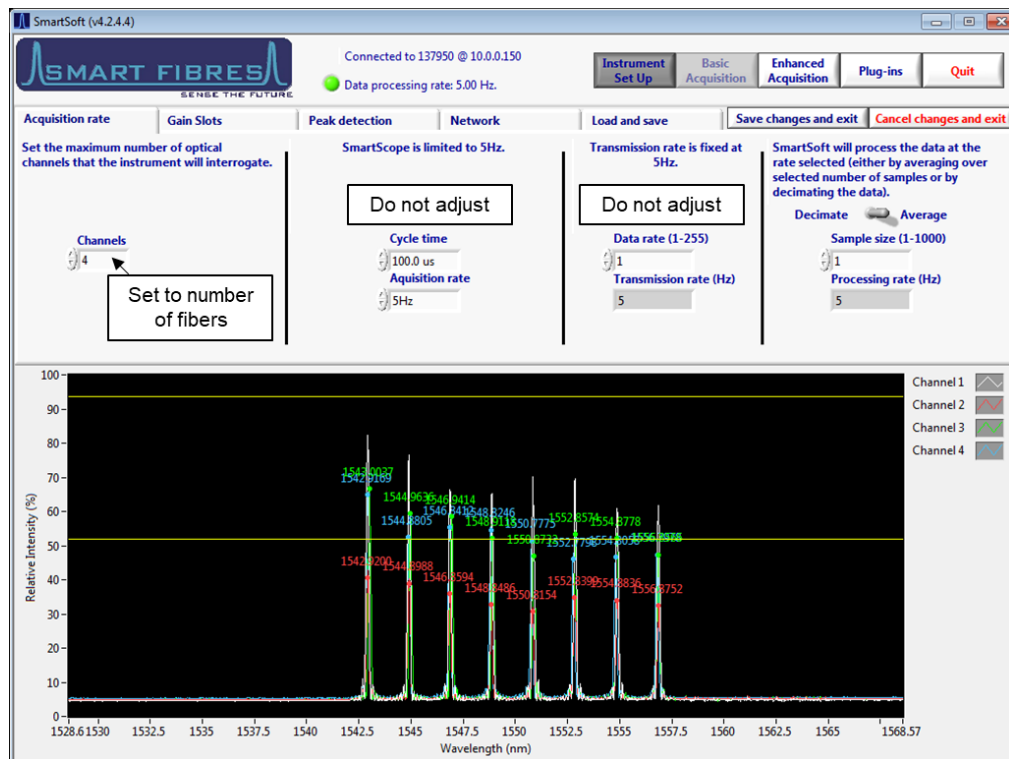 SmartSoft (v4.2.4.4)
SMART FIBRES
SENSE THE FUTURE
Connected to 137950 @ 10.0.0.150
Data processing rate: 5.00 Hz.
Instrument
Set Up
Basic
Acquisition
Enhanced
Acquisition
Plug-ins
Quit
Acquisition rate
Gain Slots
Peak detection
Network
Load and save
Save changes and exit
Cancel changes and exit
Set the maximum number of optical
channels that the instrument will interrogate.
Channels
4
Set to number
of fibers
SmartScope is limited to 5Hz.
Do not adjust
Cycle time
100.0 us
Aquisition rate
5Hz
Transmission rate is fixed at
5Hz.
Do not adjust
Data rate (1-255)
1
Transmission rate (Hz)
5
SmartSoft will process the data at the
rate selected (either by averaging over
selected number of samples or by
decimating the data).
Decimate
Average
Sample size (1-1000)
1
Processing rate (Hz)
5
Relative Intensity (%)
100
90
80
70
60
50
40
30
20
10
0
1543.0037
1542.9169
1542.9200
1544.9636
1544.8805
1544.8988
1546.9414
1546.8412
1546.8594
1548.8246
1548.9118
1548.8486
1550.7775
1550.8733
1550.8154
1552.8574
1552.7798
1552.8399
1554.8778
1554.8058
1554.8836
1556.8752
1528.6
1530
1532.5
1535
1537.5
1540
1542.5
1545
1547.5
1550
1552.5
1555
1557.5
1560
1562.5
1565
1568.57
Wavelength (nm)
Channel 1
Channel 2
Channel 3
Channel 4